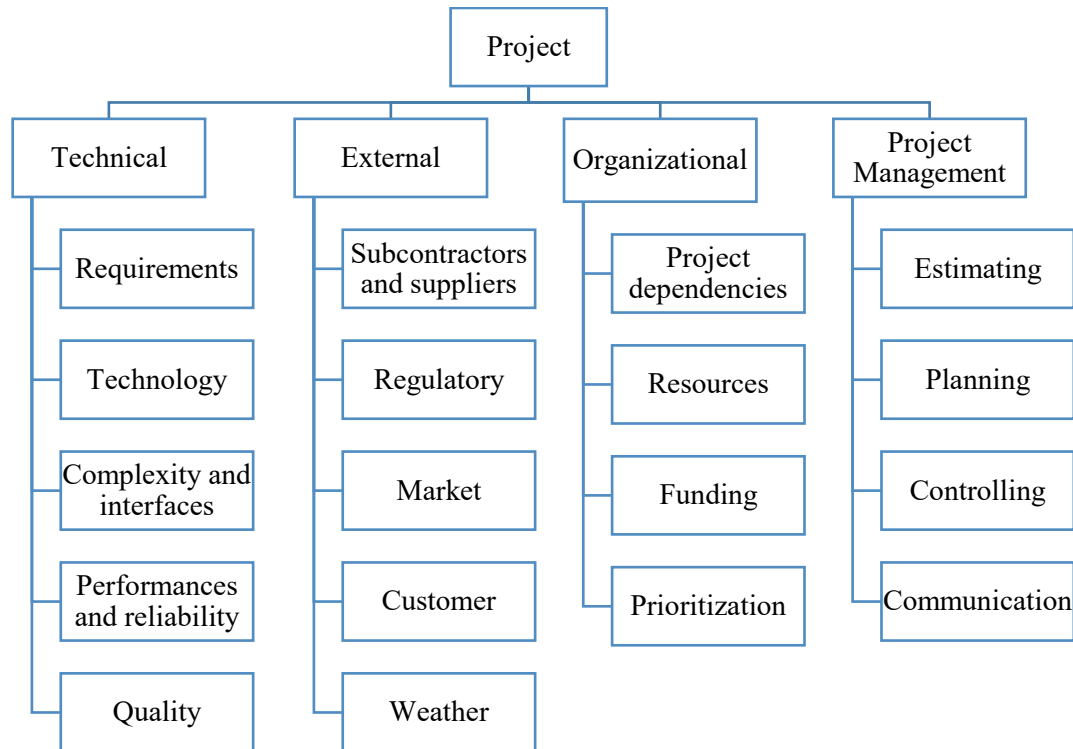 Project
Technical
External
Organizational
Project
Management
Requirements
Technology
Complexity and
interfaces
Performances
and reliability
Quality
Subcontractors
and suppliers
Regulatory
Market
Customer
Weather
Project
dependencies
Resources
Funding
Prioritization
Estimating
Planning
Controlling
Communication